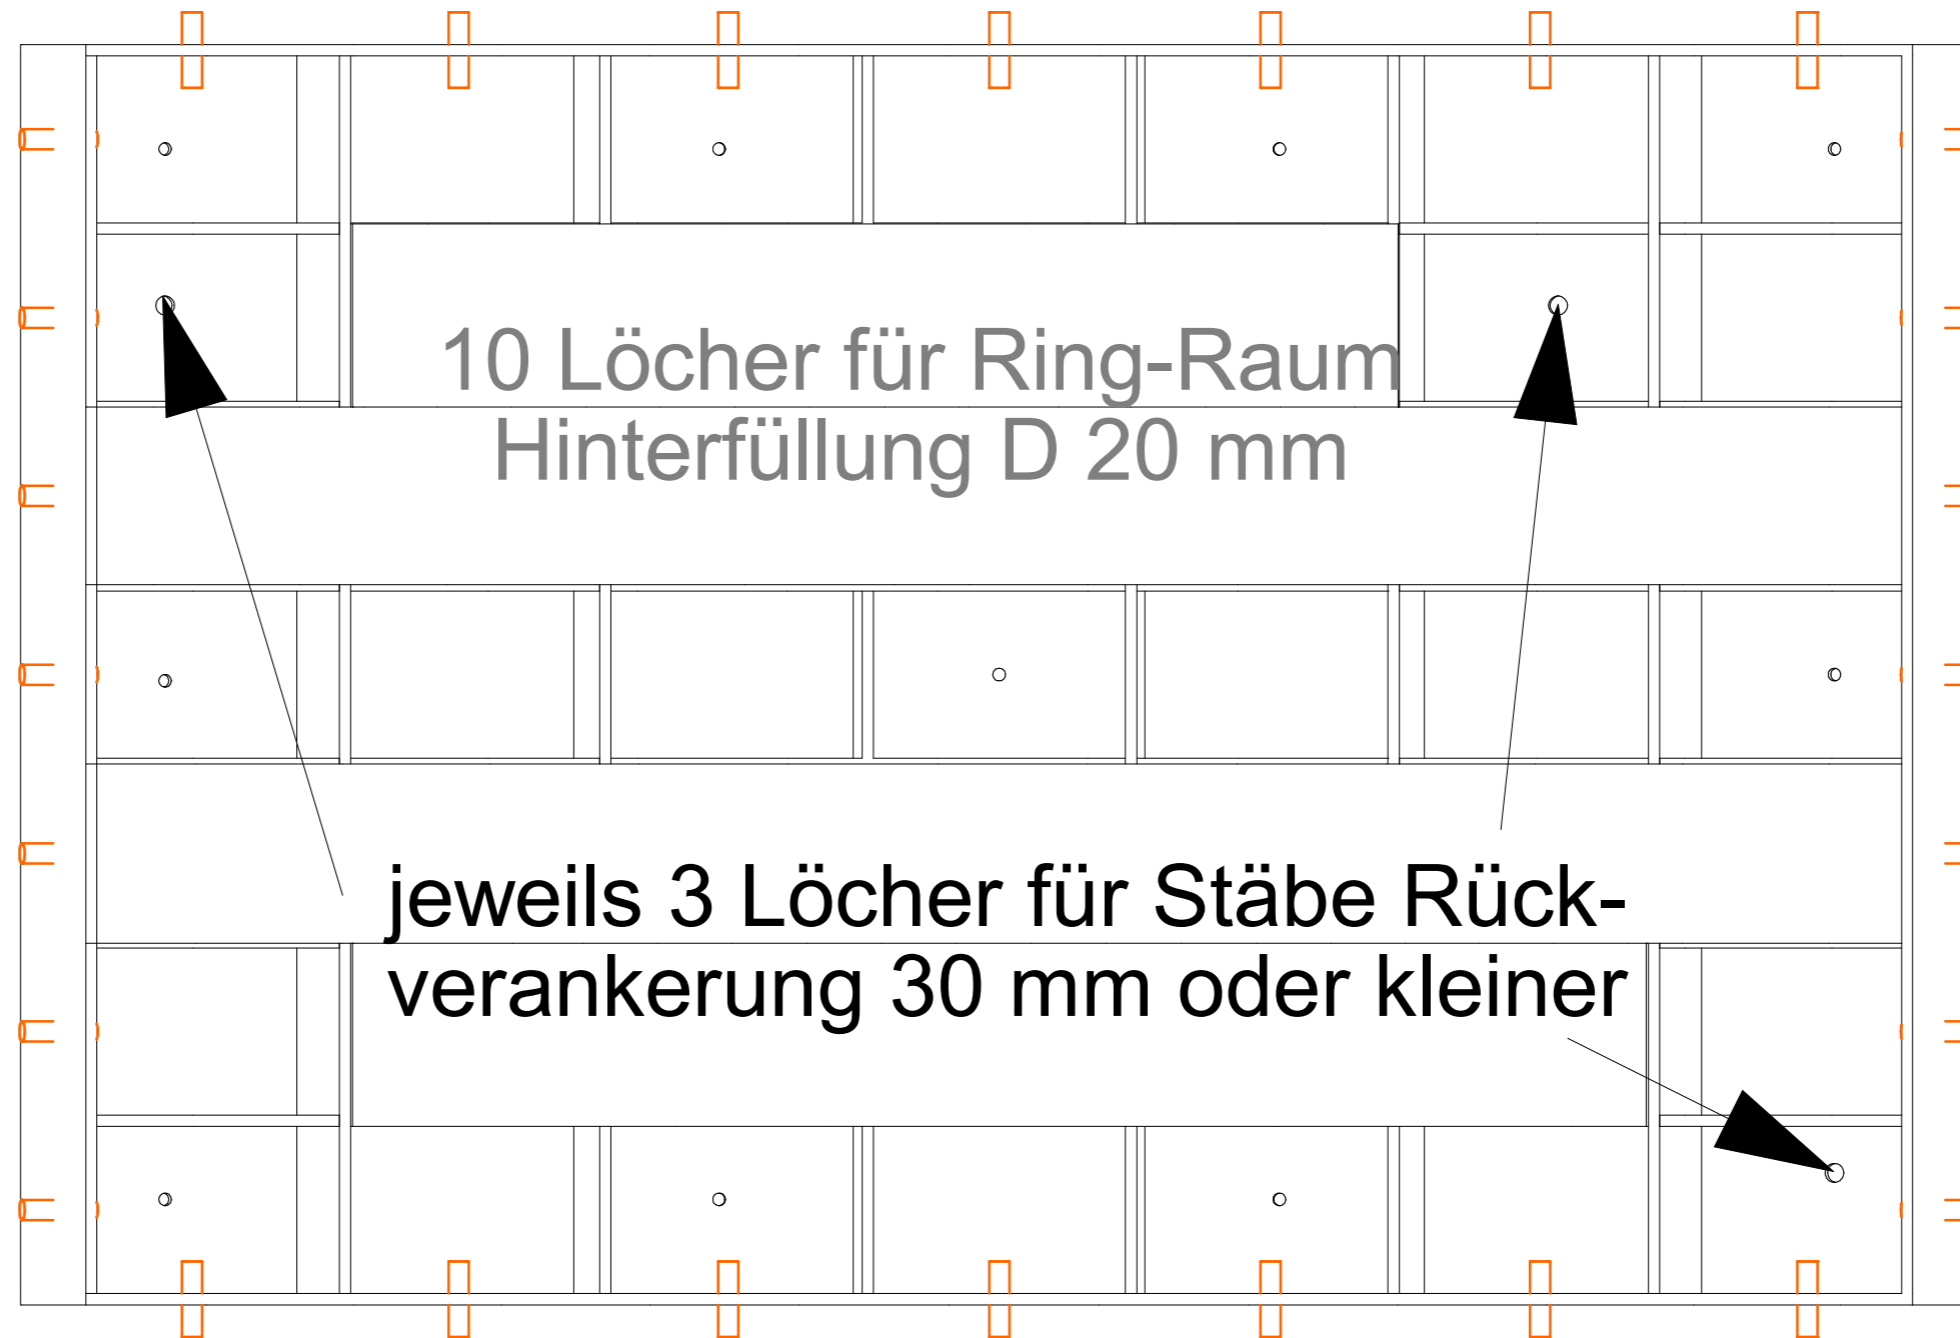 10 Löcher für Ring-Raum
Hinterfüllung D 20 mm
jeweils 3 Löcher für Stäbe Rück-
verankerung 30 mm oder kleiner